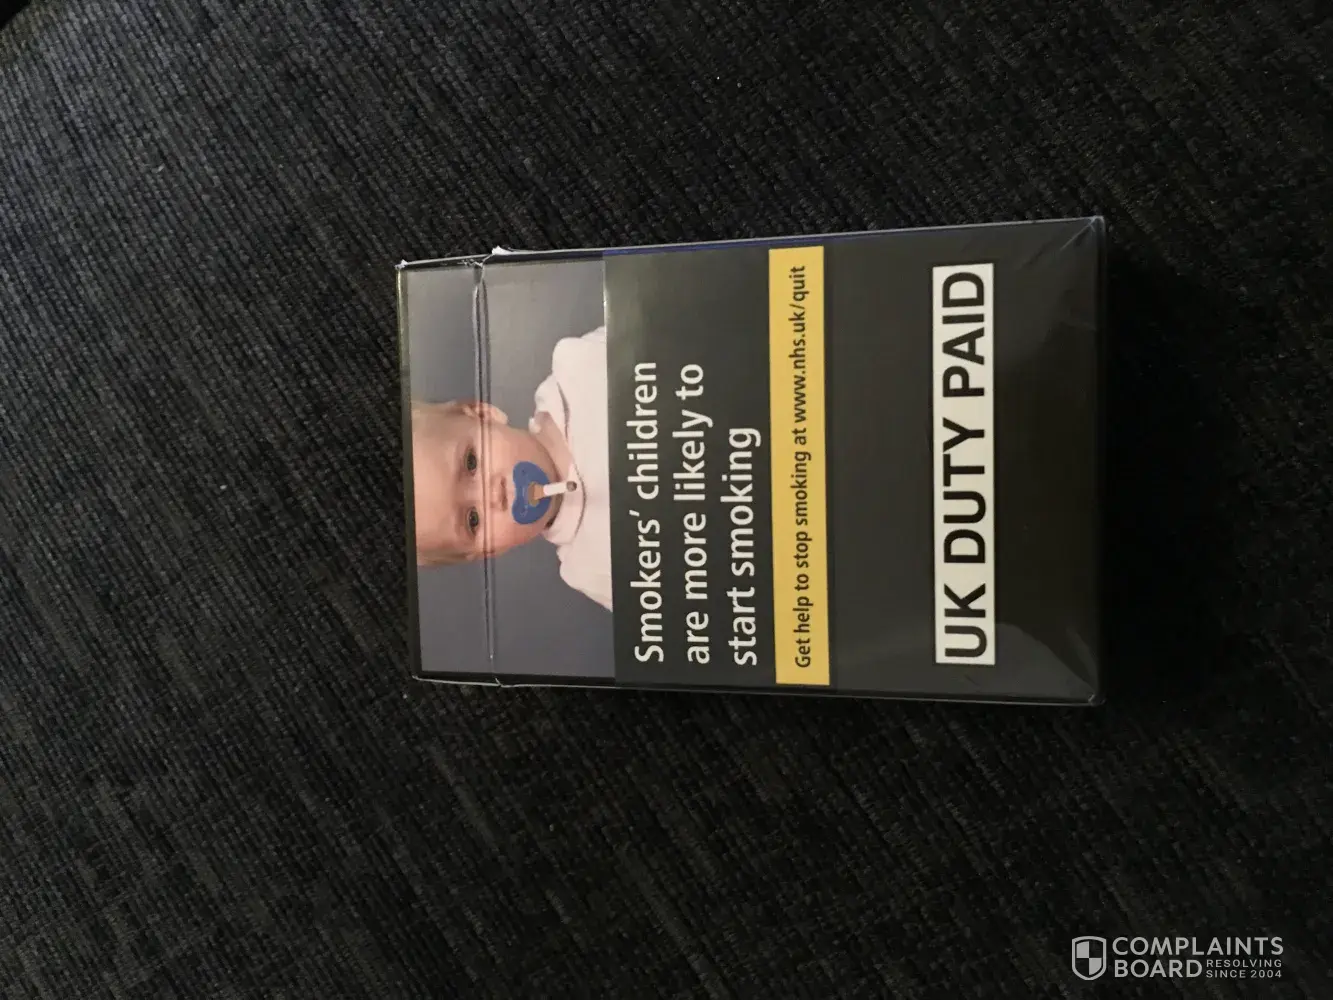 Smokers’ children
are more likely to
start smoking
Get help to stop smoking at www.nhs.uk/quit
UK DUTY PAID
COMPLAINTS
BOARD RESOLVING
SINCE 2004